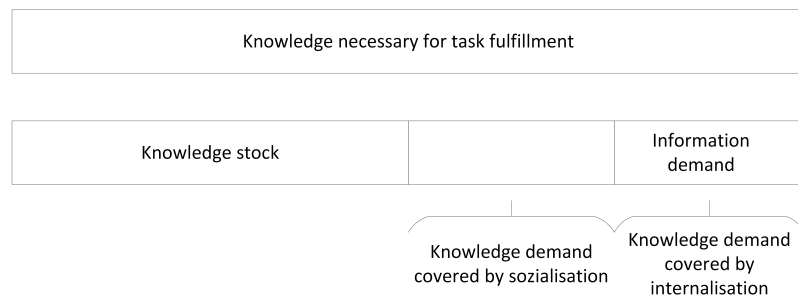 Knowledge necessary for task fulfillment
Knowledge stock
Information
demand
Knowledge demand
covered by sozialisation
Knowledge demand
covered by
internalisation